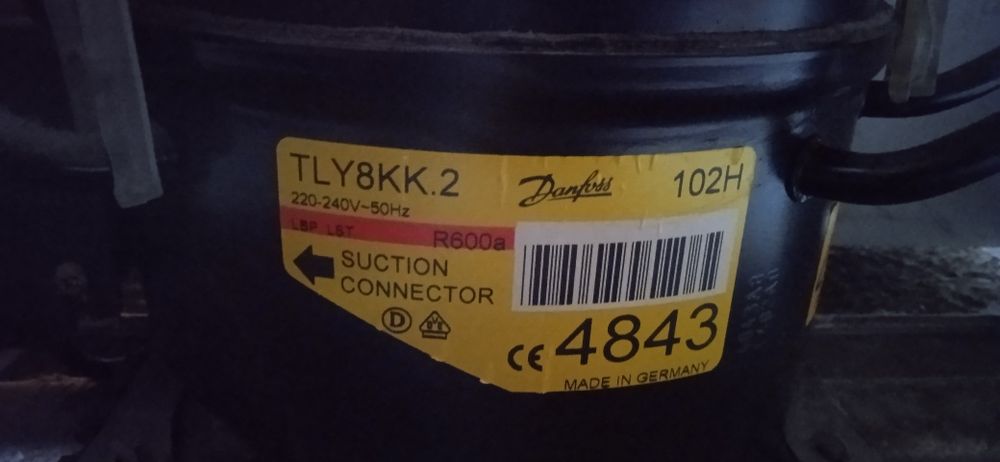 TLY8KK.2
Danfoss
102H
220-240V~50Hz
LBP LST
R600a
SUCTION
CONNECTOR
D
CE 4843
MADE IN GERMANY